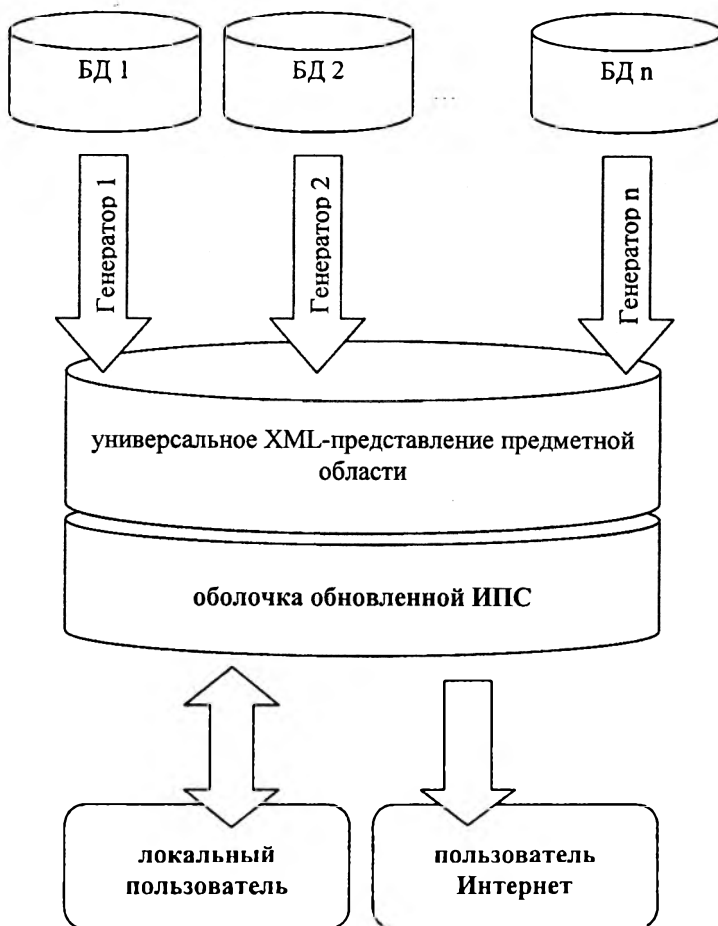 БД 1
БД 2
...
БД n
Генератор 1
Генератор 2
Генератор n
универсальное XML-представление предметной
области
оболочка обновленной ИПС
локальный
пользователь
пользователь
Интернет